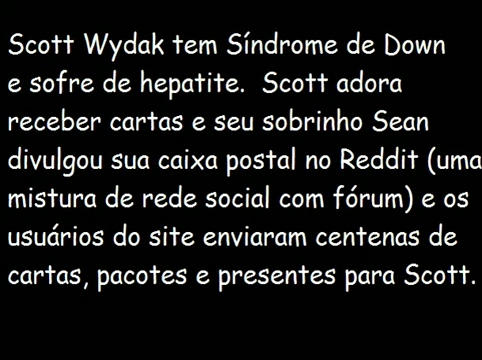 Scott Wydak tem Síndrome de Down
e sofre de hepatite. Scott adora
receber cartas e seu sobrinho Sean
divulgou sua caixa postal no Reddit (uma
mistura de rede social com fórum) e os
usuários do site enviaram centenas de
cartas, pacotes e presentes para Scott.